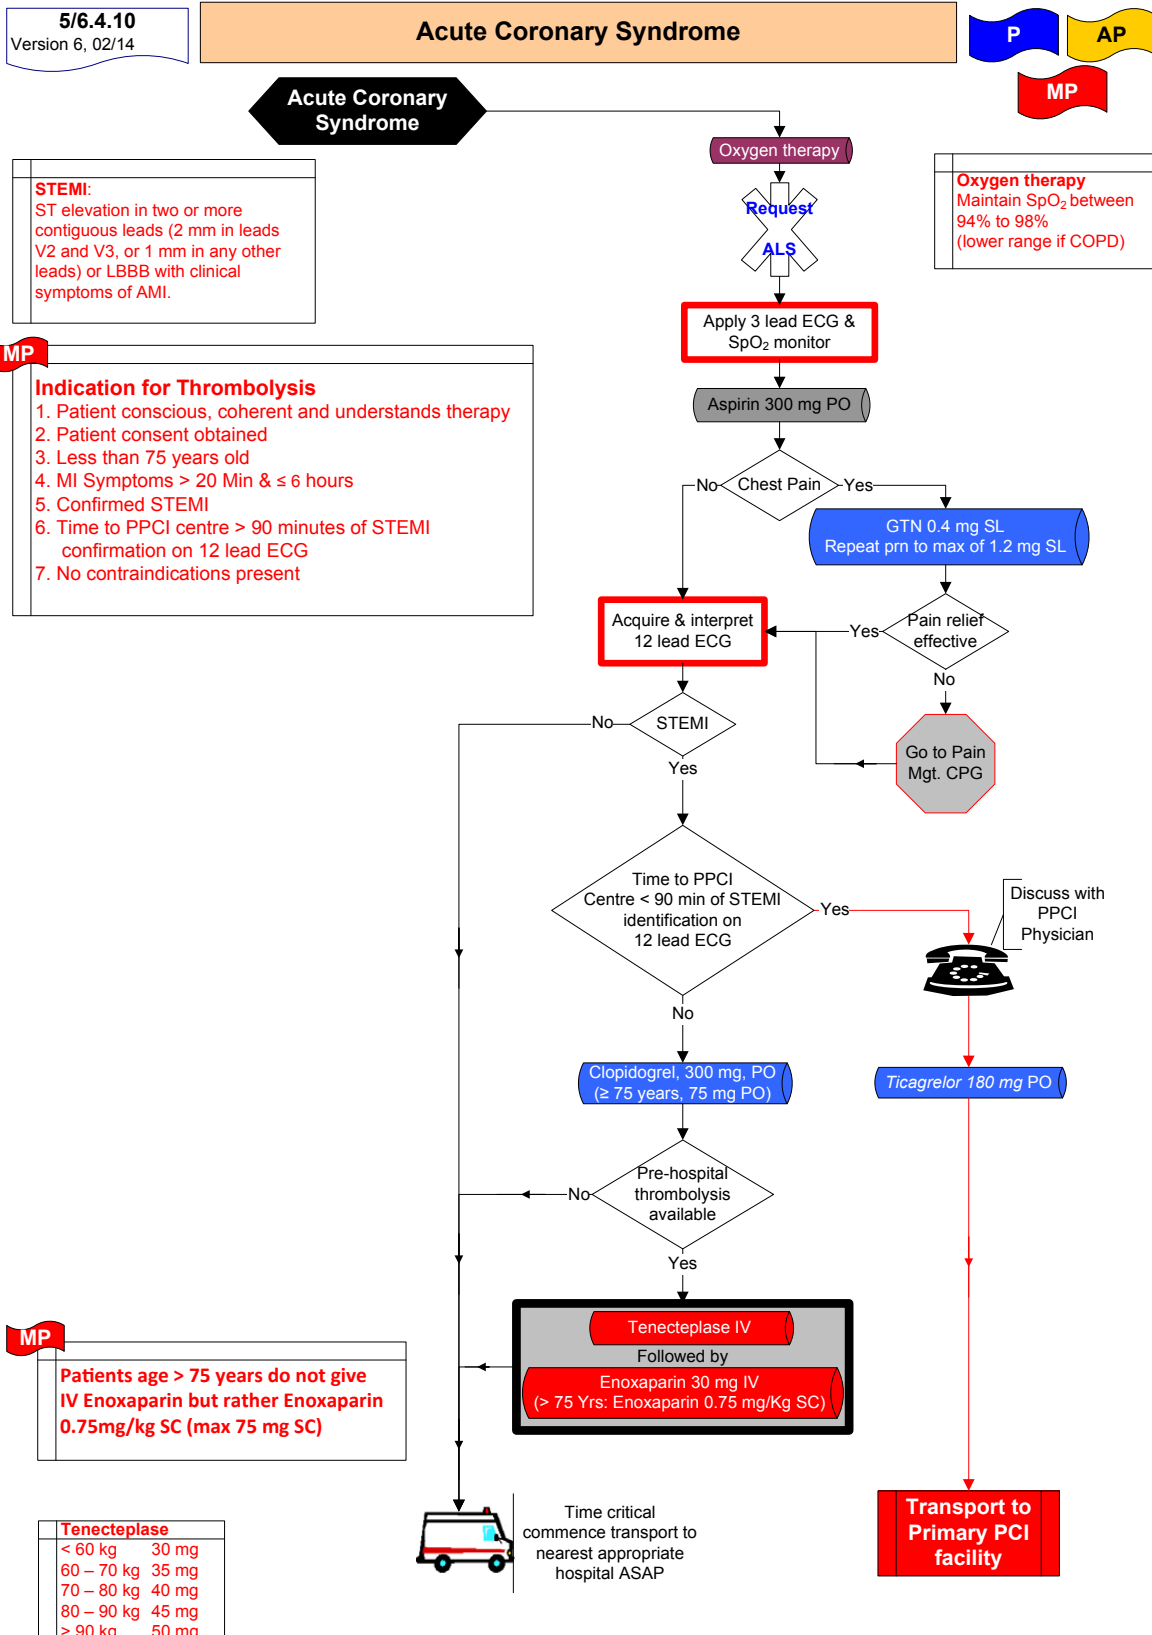 5/6.4.10
Version 6, 02/14
Acute Coronary Syndrome
P
AP
MP
Acute Coronary
Syndrome
Oxygen therapy
Request
ALS
Oxygen therapy
Maintain SpO₂ between
94% to 98%
(lower range if COPD)
STEMI:
ST elevation in two or more
contiguous leads (2 mm in leads
V2 and V3, or 1 mm in any other
leads) or LBBB with clinical
symptoms of AMI.
Apply 3 lead ECG &
SpO₂ monitor
MP
Indication for Thrombolysis
1. Patient conscious, coherent and understands therapy
2. Patient consent obtained
3. Less than 75 years old
4. MI Symptoms > 20 Min & ≤ 6 hours
5. Confirmed STEMI
6. Time to PPCI centre > 90 minutes of STEMI
confirmation on 12 lead ECG
7. No contraindications present
Aspirin 300 mg PO
No
Chest Pain
Yes
GTN 0.4 mg SL
Repeat prn to max of 1.2 mg SL
Acquire & interpret
12 lead ECG
Yes
Pain relief
effective
No
Go to Pain
Mgt. CPG
No
STEMI
Yes
Time to PPCI
Centre < 90 min of STEMI
identification on
12 lead ECG
Yes
Discuss with
PPCI
Physician
No
Clopidogrel, 300 mg, PO
(≥ 75 years, 75 mg PO)
Ticagrelor 180 mg PO
Pre-hospital
thrombolysis
available
No
Yes
Tenecteplase IV
Followed by
Enoxaparin 30 mg IV
(> 75 Yrs: Enoxaparin 0.75 mg/Kg SC)
MP
Patients age > 75 years do not give
IV Enoxaparin but rather Enoxaparin
0.75mg/kg SC (max 75 mg SC)
Time critical
commence transport to
nearest appropriate
hospital ASAP
Transport to
Primary PCI
facility
Tenecteplase
< 60 kg 30 mg
60 – 70 kg 35 mg
70 – 80 kg 40 mg
80 – 90 kg 45 mg
> 90 kg 50 mg